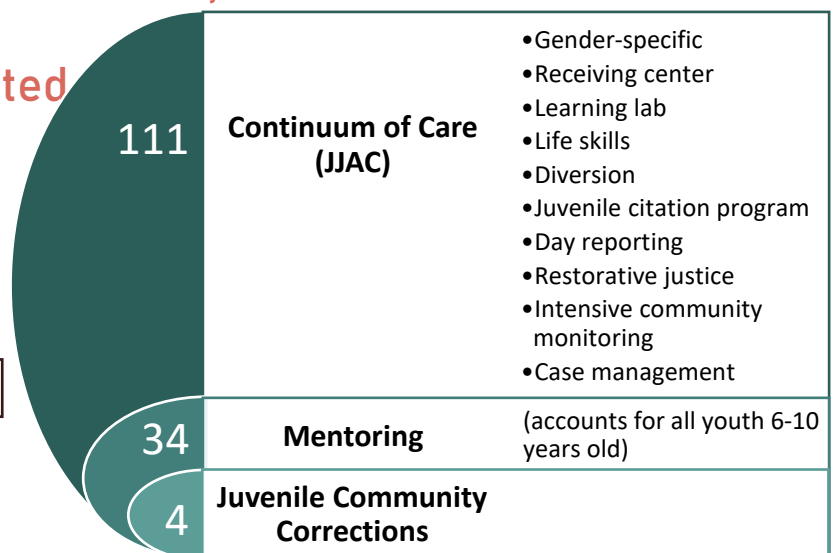 ted
111
Continuum of Care
(JJAC)
•Gender-specific
•Receiving center
•Learning lab
•Life skills
•Diversion
•Juvenile citation program
•Day reporting
•Restorative justice
•Intensive community
monitoring
•Case management
34
Mentoring
(accounts for all youth 6-10
years old)
4
Juvenile Community
Corrections